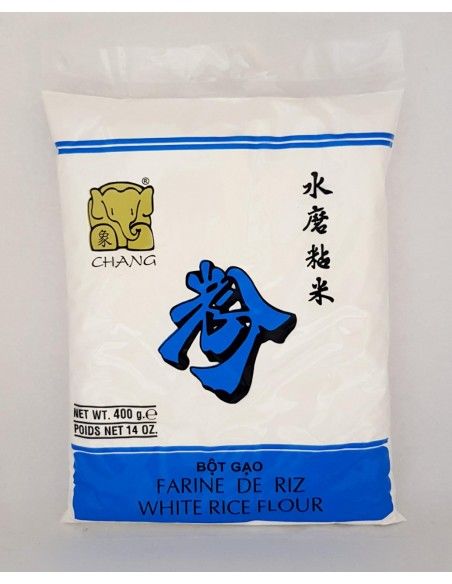 ®
象
CHANG
水磨粘米
粉
NET WT. 400 g.℮
POIDS NET 14 OZ.
BỘT GẠO
FARINE DE RIZ
WHITE RICE FLOUR